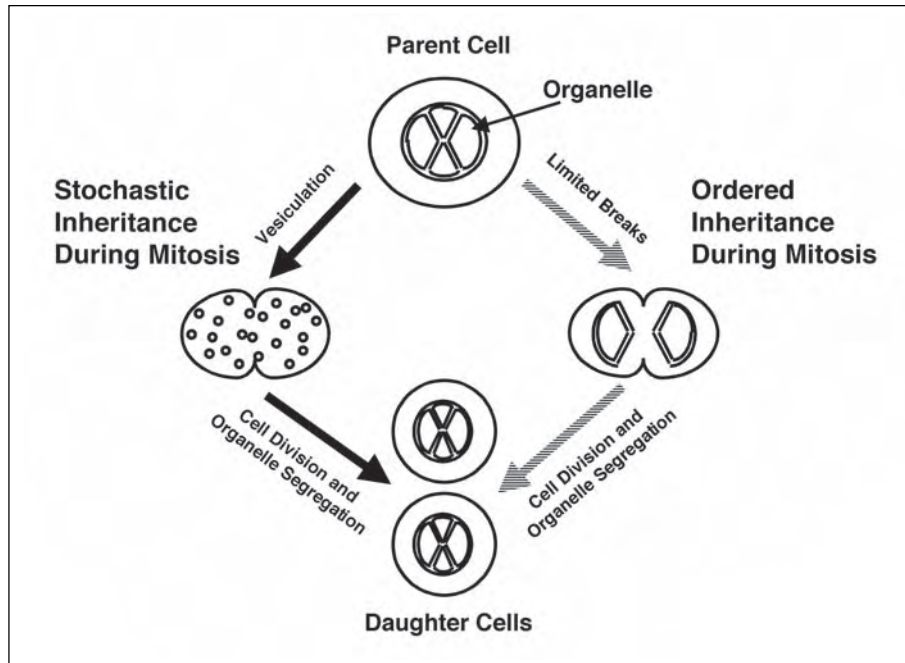 Parent Cell
Organelle
Stochastic
Inheritance
During Mitosis
Vesiculation
Limited Breaks
Ordered
Inheritance
During Mitosis
Cell Division and
Organelle Segregation
Cell Division and
Organelle Segregation
Daughter Cells